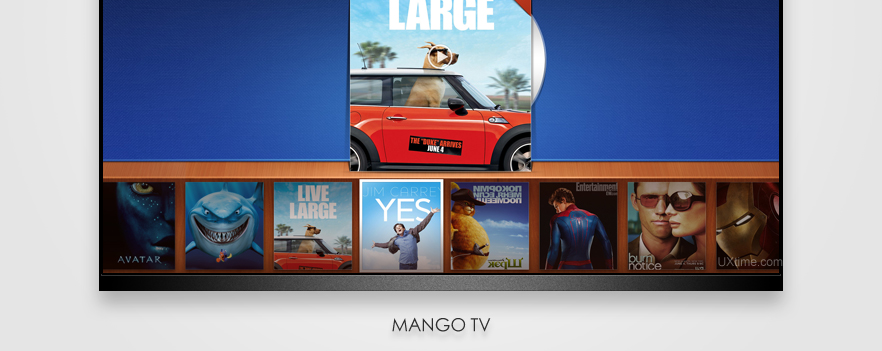 LARGE
THE "DUKE" ARRIVES
JUNE 4
AVATAR
LIVE
LARGE
JIM CARREY
YES
Entertainment
burn
notice
UXtime.com
MANGO TV